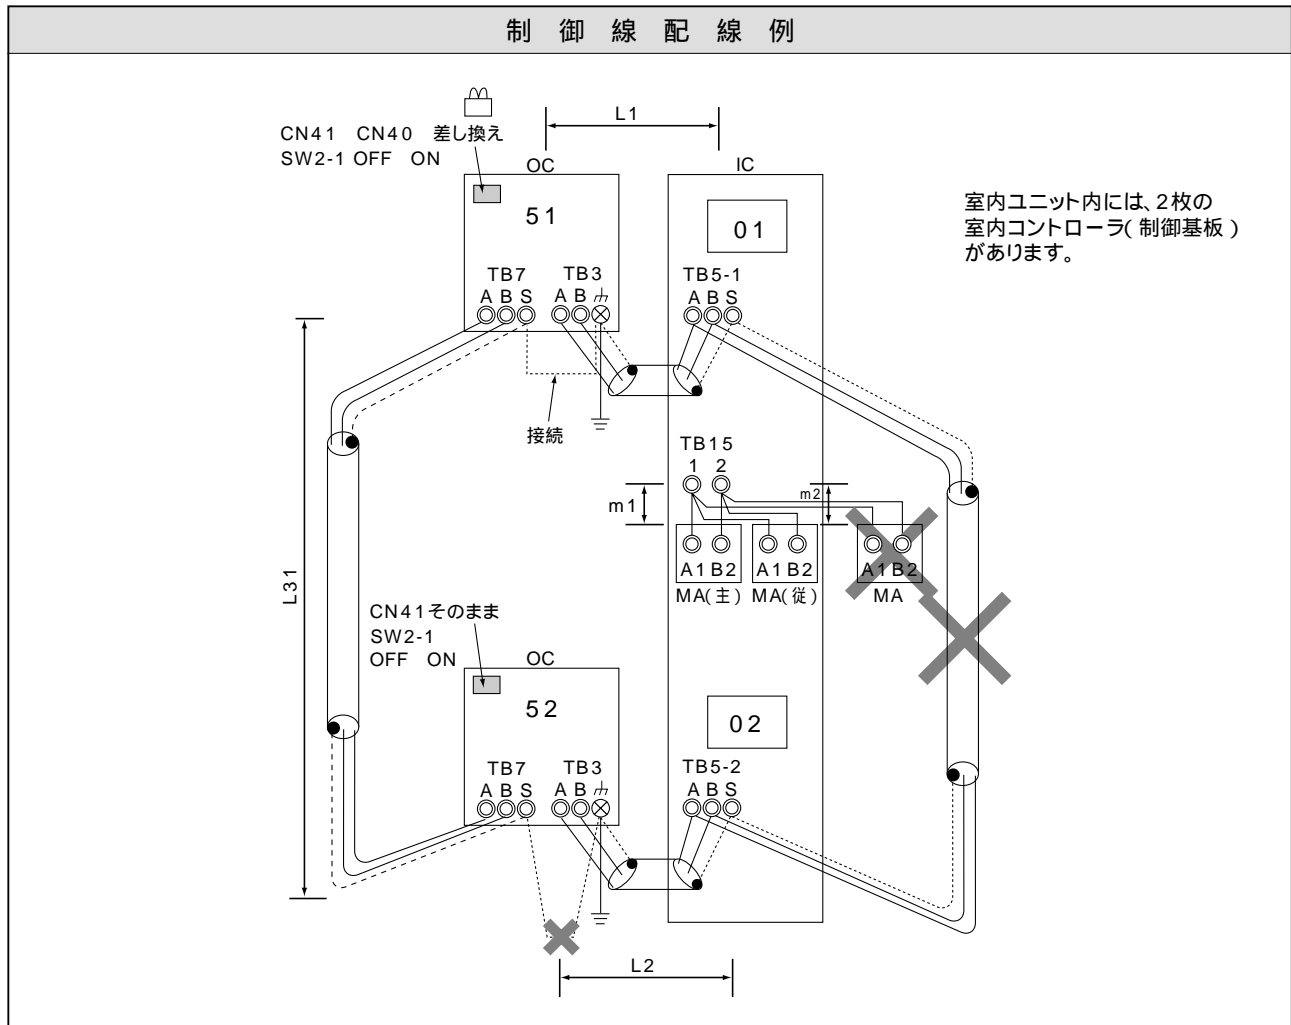 制御線配線例
L1
CN41 CN40 差し換え
SW2-1 OFF ON
OC
IC
51
01
室内ユニット内には、2枚の
室内コントローラ(制御基板)
があります。
TB7 TB3
A B S A B
TB5-1
A B S
接続
TB15
1 2
m1
m2
A1 B2
A1 B2
A1 B2
MA(主)
MA(従)
MA
L31
CN41そのまま
SW2-1
OFF ON
OC
52
02
TB7 TB3
A B S A B
TB5-2
A B S
L2